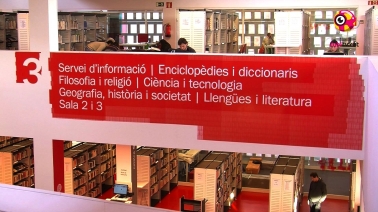 3
Servei d'informació | Enciclopèdies i diccionaris
Filosofia i religió | Ciència i tecnologia
Geografia, història i societat | Llengües i literatura
Sala 2 i 3